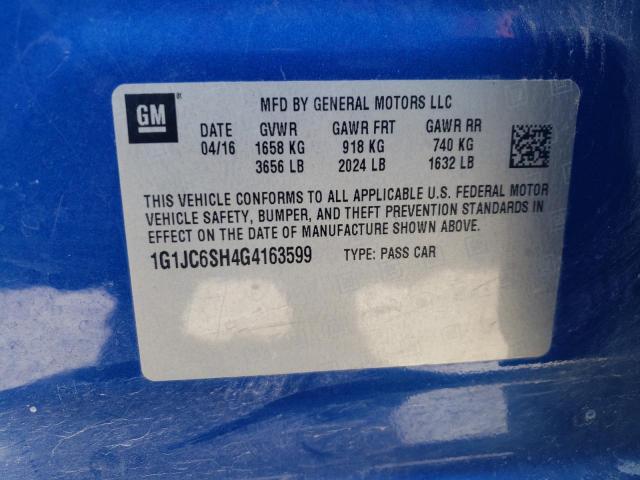 GM
MFD BY GENERAL MOTORS LLC
DATE GVWR GAWR FRT GAWR RR
04/16 1658 KG 918 KG 740 KG
3656 LB 2024 LB 1632 LB
THIS VEHICLE CONFORMS TO ALL APPLICABLE U.S. FEDERAL MOTOR
VEHICLE SAFETY, BUMPER, AND THEFT PREVENTION STANDARDS IN
EFFECT ON THE DATE OF MANUFACTURE SHOWN ABOVE.
1G1JC6SH4G4163599 TYPE: PASS CAR